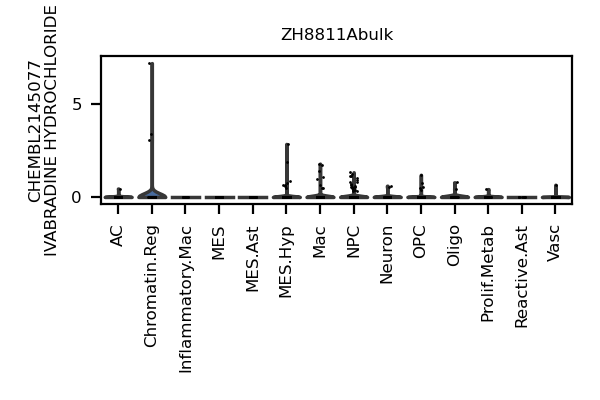 ZH8811Abulk
CHEMBL2145077
IVABRADINE HYDROCHLORIDE
5
0
AC
Chromatin.Reg
Inflammatory.Mac
MES
MES.Ast
MES.Hyp
Mac
NPC
Neuron
OPC
Oligo
Prolif.Metab
Reactive.Ast
Vasc